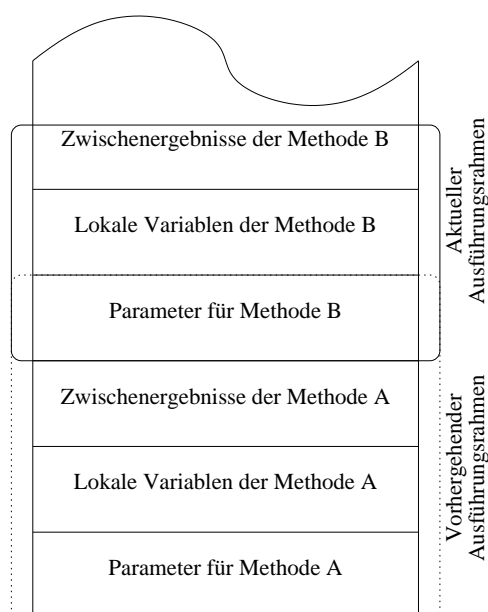 Zwischenergebnisse der Methode B
Lokale Variablen der Methode B
Parameter für Methode B
Zwischenergebnisse der Methode A
Lokale Variablen der Methode A
Parameter für Methode A
Aktueller
Ausführungsrahmen
Vorhergehender
Ausführungsrahmen